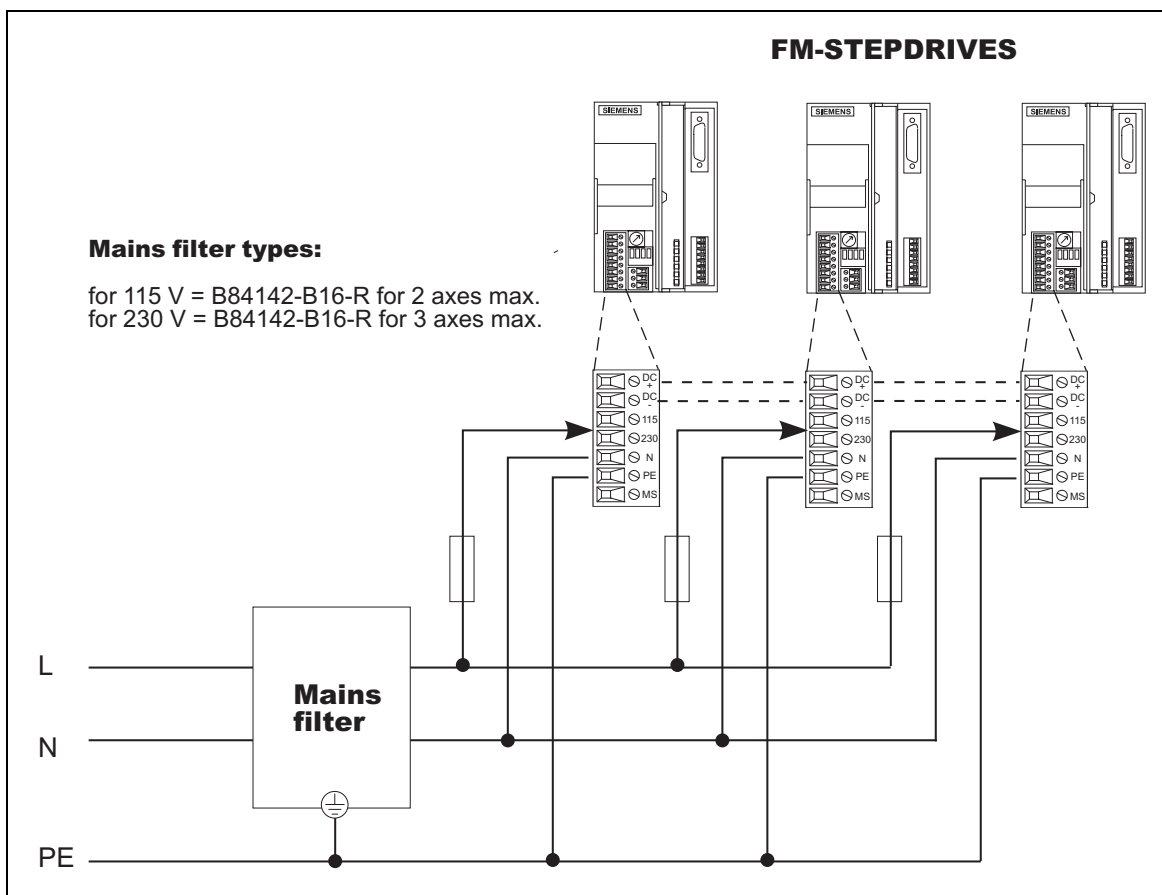 FM-STEPDRIVES
SIEMENS
SIEMENS
SIEMENS
Mains filter types:
for 115 V = B84142-B16-R for 2 axes max.
for 230 V = B84142-B16-R for 3 axes max.
DC
+
DC
-
115
230
N
PE
MS
DC
+
DC
-
115
230
N
PE
MS
DC
+
DC
-
115
230
N
PE
MS
L
Mains
filter
N
PE